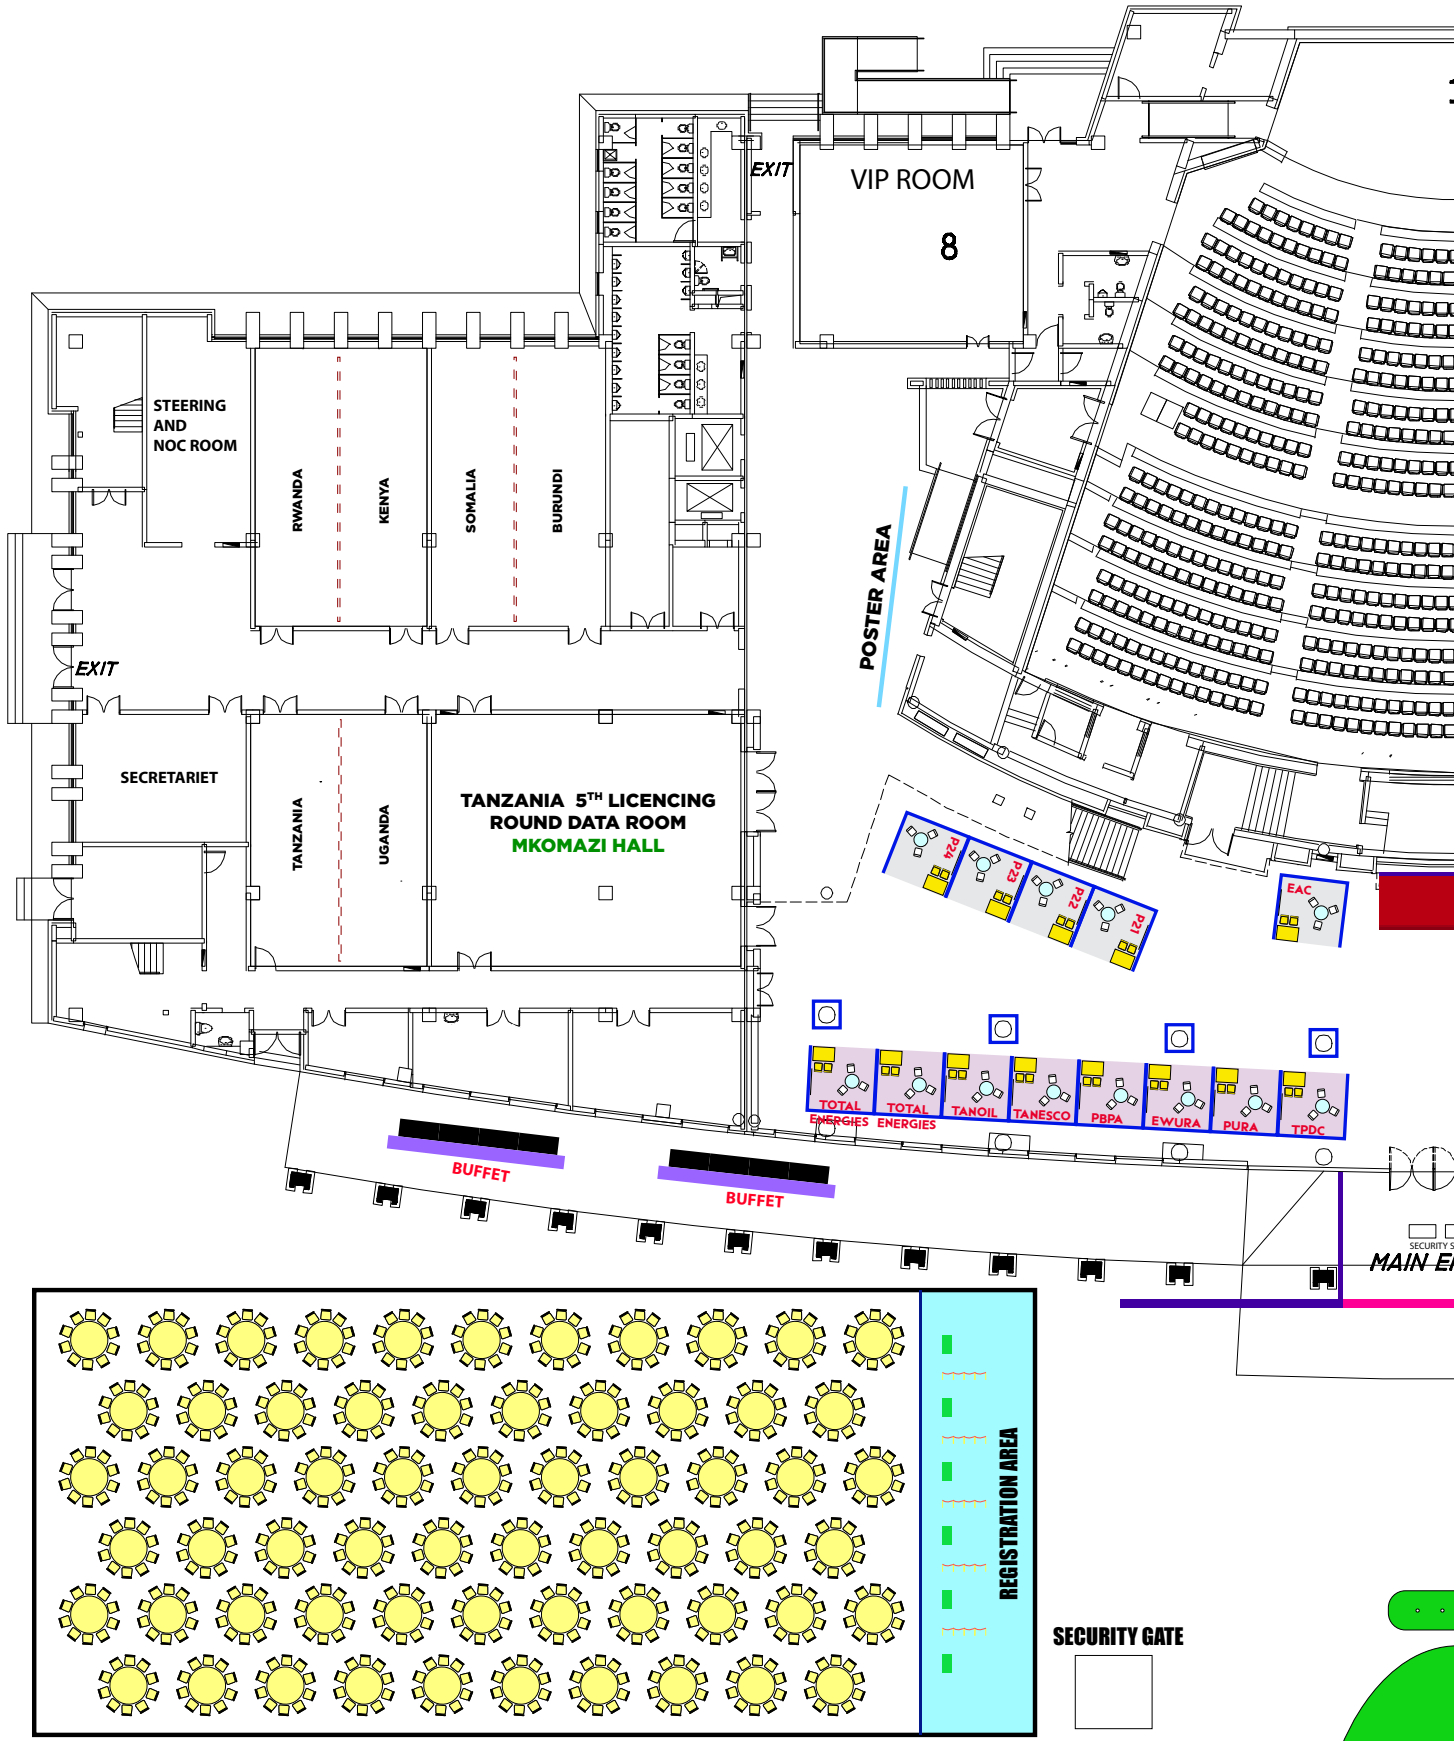 EXIT
VIP ROOM
8
STEERING
AND
NOC ROOM
RWANDA
KENYA
SOMALIA
BURUNDI
POSTER AREA
EXIT
SECRETARIET
TANZANIA
UGANDA
TANZANIA 5TH LICENCING
ROUND DATA ROOM
MKOMAZI HALL
P24
P23
P22
P21
EAC
TOTAL
ENERGIES
TOTAL
ENERGIES
TANOIL
TANESCO
PBPA
EWURA
PURA
TPDC
BUFFET
BUFFET
SECURITY S
MAIN E
REGISTRATION AREA
SECURITY GATE